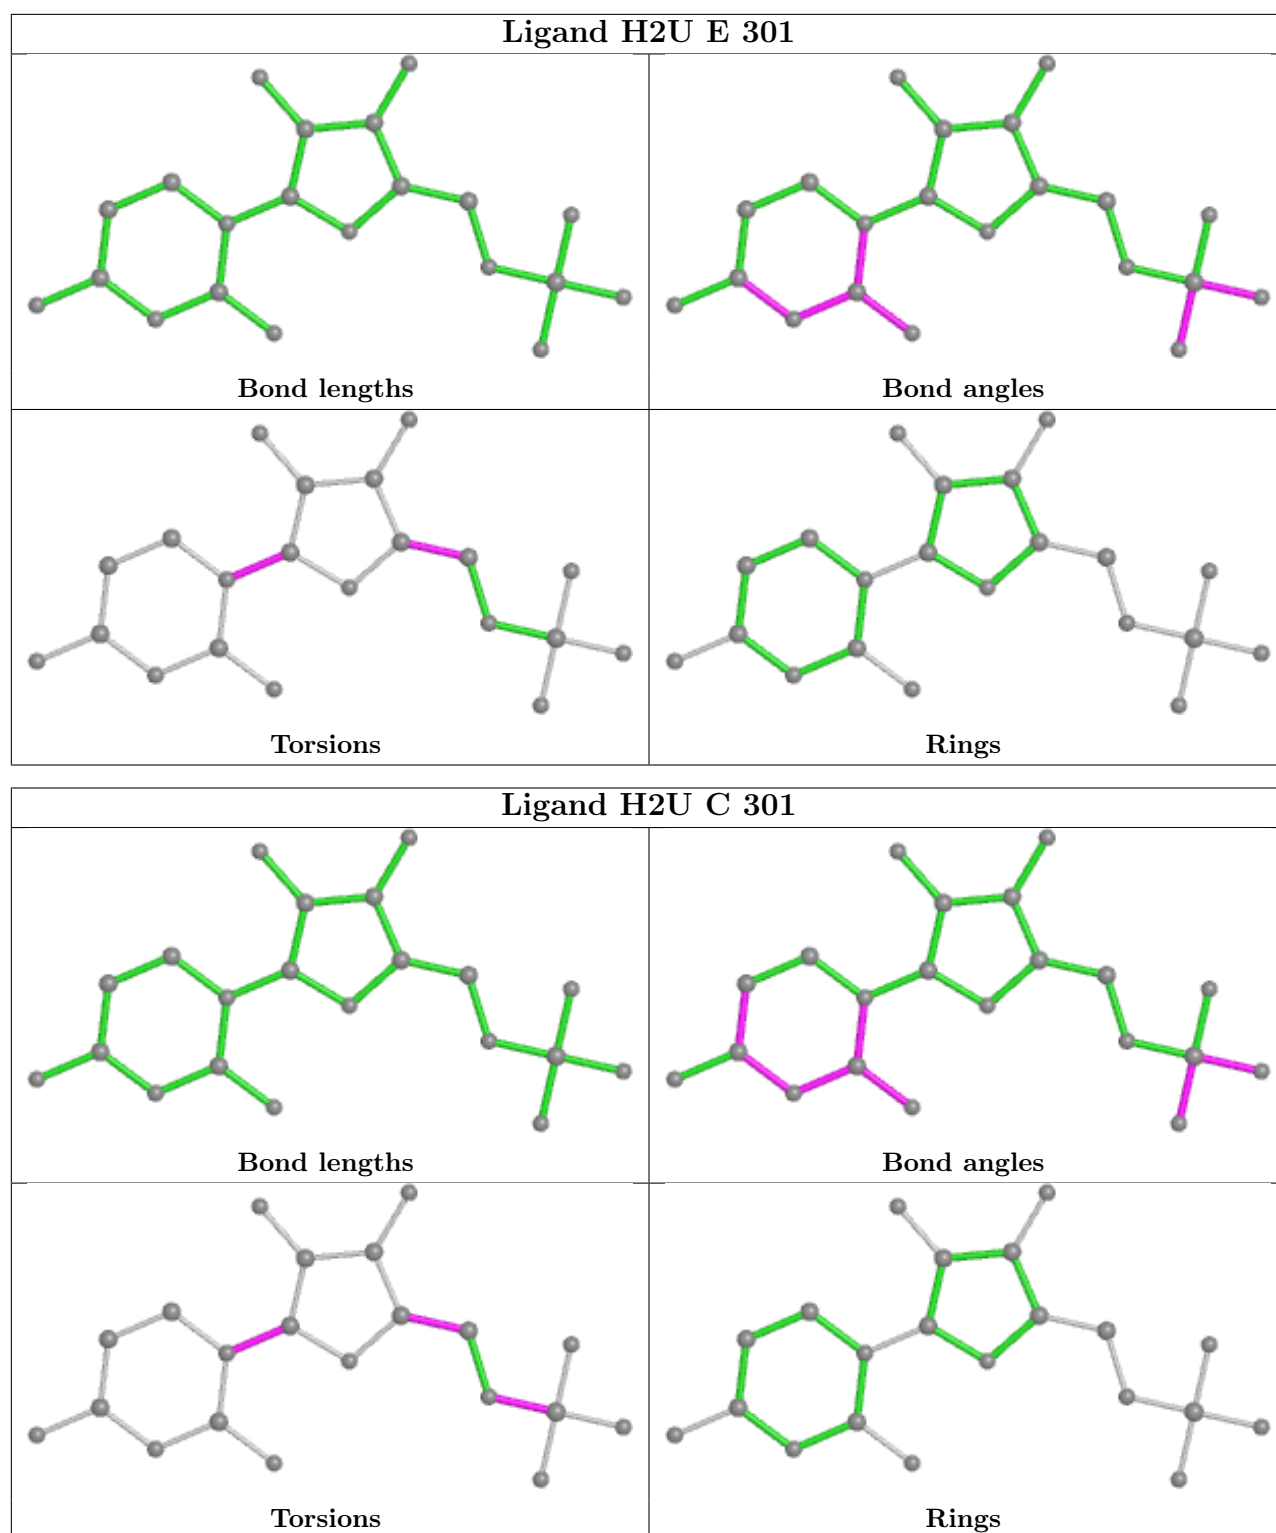 Ligand H2U E 301
Bond lengths
Bond angles
Torsions
Rings
Ligand H2U C 301
Bond lengths
Bond angles
Torsions
Rings